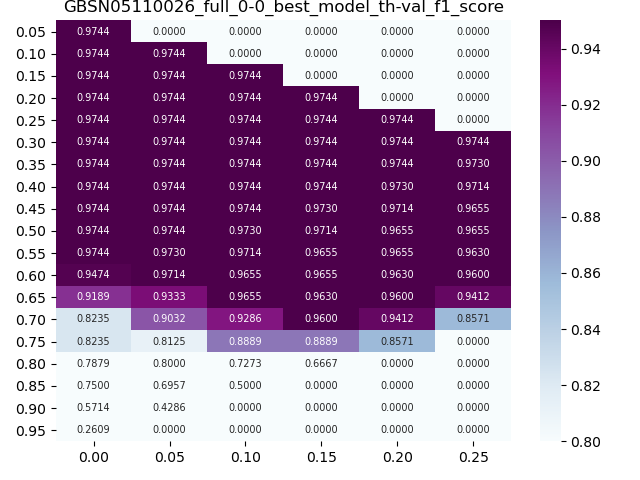 GBSN05110026_full_0-0_best_model_th-val_f1_score
0.05 0.9744 0.0000 0.0000 0.0000 0.0000 0.0000
0.10 0.9744 0.9744 0.0000 0.0000 0.0000 0.0000
0.15 0.9744 0.9744 0.9744 0.0000 0.0000 0.0000
0.20 0.9744 0.9744 0.9744 0.9744 0.0000 0.0000
0.25 0.9744 0.9744 0.9744 0.9744 0.9744 0.0000
0.30 0.9744 0.9744 0.9744 0.9744 0.9744 0.9744
0.35 0.9744 0.9744 0.9744 0.9744 0.9744 0.9730
0.40 0.9744 0.9744 0.9744 0.9744 0.9730 0.9714
0.45 0.9744 0.9744 0.9744 0.9730 0.9714 0.9655
0.50 0.9744 0.9744 0.9730 0.9714 0.9655 0.9655
0.55 0.9744 0.9730 0.9714 0.9655 0.9655 0.9630
0.60 0.9474 0.9714 0.9655 0.9655 0.9630 0.9600
0.65 0.9189 0.9333 0.9655 0.9630 0.9600 0.9412
0.70 0.8235 0.9032 0.9286 0.9600 0.9412 0.8571
0.75 0.8235 0.8125 0.8889 0.8889 0.8571 0.0000
0.80 0.7879 0.8000 0.7273 0.6667 0.0000 0.0000
0.85 0.7500 0.6957 0.5000 0.0000 0.0000 0.0000
0.90 0.5714 0.4286 0.0000 0.0000 0.0000 0.0000
0.95 0.2609 0.0000 0.0000 0.0000 0.0000 0.0000
0.00 0.05 0.10 0.15 0.20 0.25
0.94
0.92
0.90
0.88
0.86
0.84
0.82
0.80